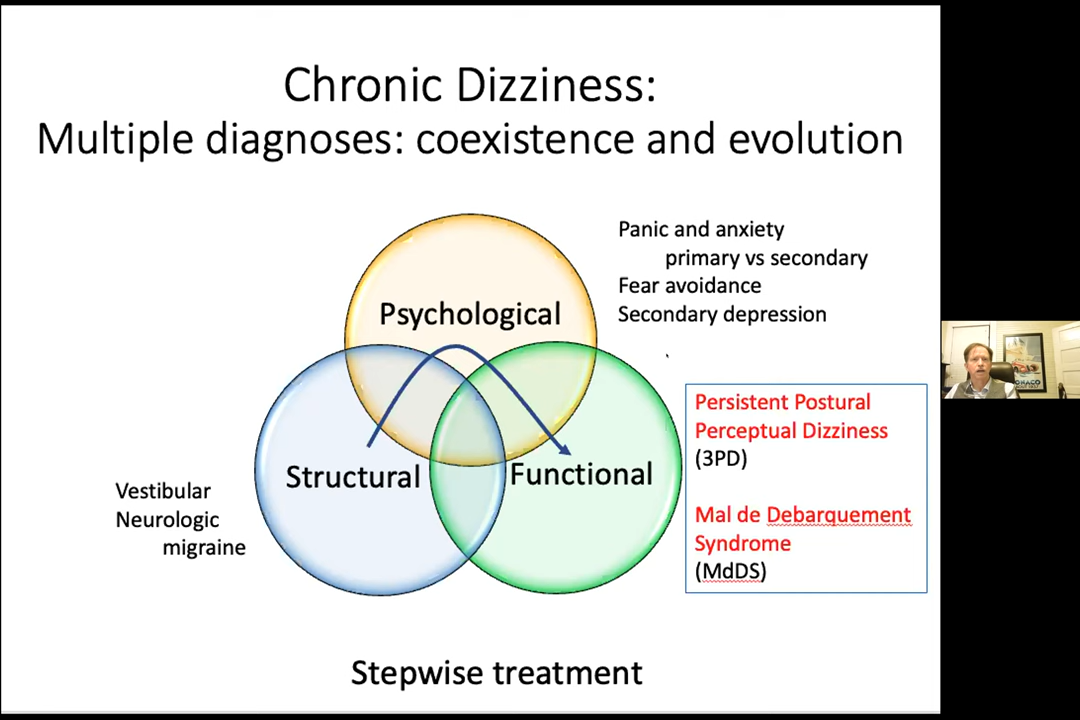 Chronic Dizziness:
Multiple diagnoses: coexistence and evolution
Panic and anxiety
primary vs secondary
Fear avoidance
Secondary depression
Psychological
Structural
Functional
Persistent Postural
Perceptual Dizziness
(3PD)
Mal de Debarquement
Syndrome
(MdDS)
Vestibular
Neurologic
migraine
Stepwise treatment